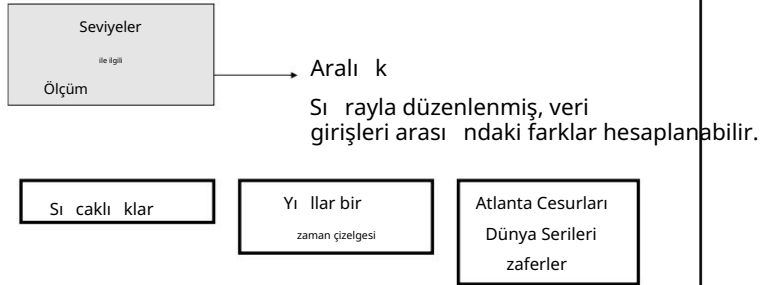 Seviyeler
ile ilgili
Ölçüm
Aralı k
Sı rayla düzenlenmiş, veri
girişleri arası ndaki farklar hesaplanabilir.
Sı caklı klar
Yı llar bir
zaman çizelgesi
Atlanta Cesurları
Dünya Serileri
zaferler